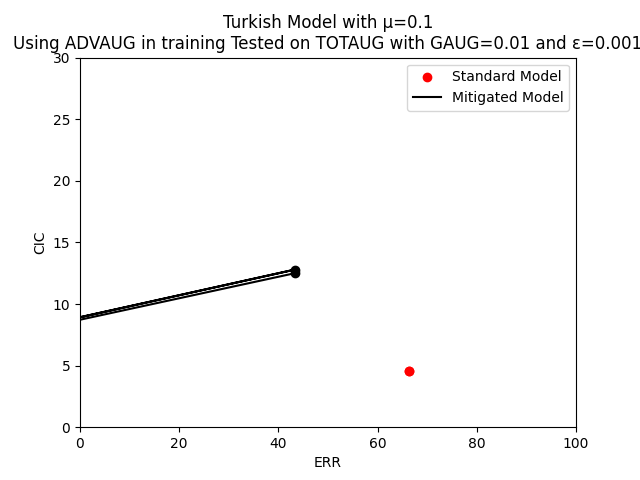 Turkish Model with μ=0.1
Using ADVAUG in training Tested on TOTAUG with GAUG=0.01 and ε=0.001
30
25
20
15
10
5
0
CIC
Standard Model
Mitigated Model
0 20 40 60 80 100
ERR